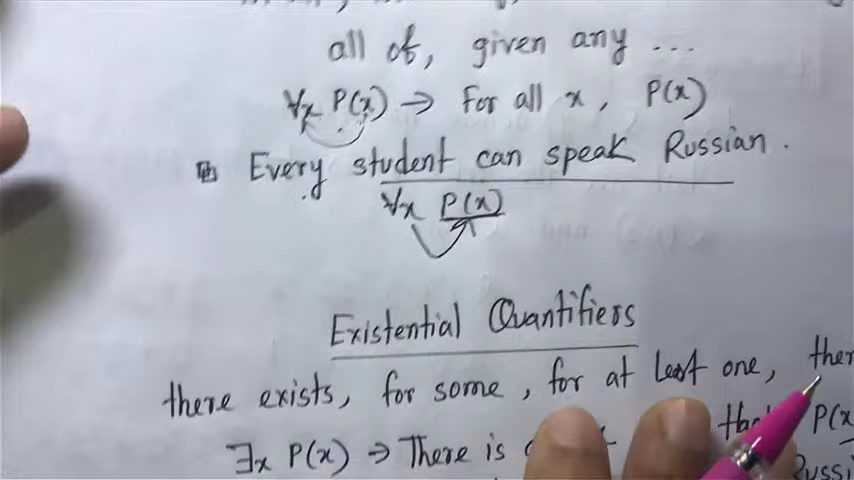 all of, given any ...
∀x P(x) → For all x, P(x)
Every student can speak Russian.
∀x P(x)
Existential Quantifiers
there exists, for some, for at least one,
∃x P(x) → There is